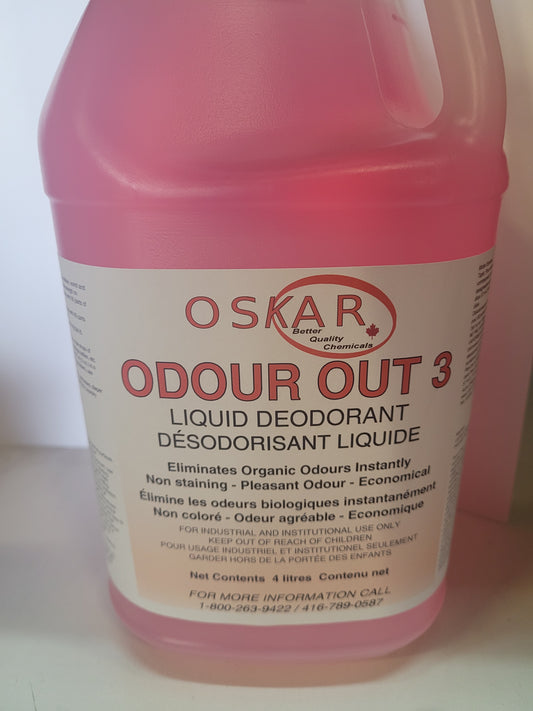 OSKAR
Better
Quality
Chemicals
ODOUR OUT 3
LIQUID DEODORANT
DÉSODORISANT LIQUIDE
Eliminates Organic Odours Instantly
Non staining - Pleasant Odour - Economical
Élimine les odeurs biologiques instantanément
Non coloré - Odeur agréable - Economique
FOR INDUSTRIAL AND INSTITUTIONAL USE ONLY
KEEP OUT OF REACH OF CHILDREN
POUR USAGE INDUSTRIEL ET INSTITUTIONEL SEULEMENT
GARDER HORS DE LA PORTÉE DES ENFANTS
Net Contents 4 litres Contenu net
FOR MORE INFORMATION CALL
1-800-263-9422 / 416-789-0587